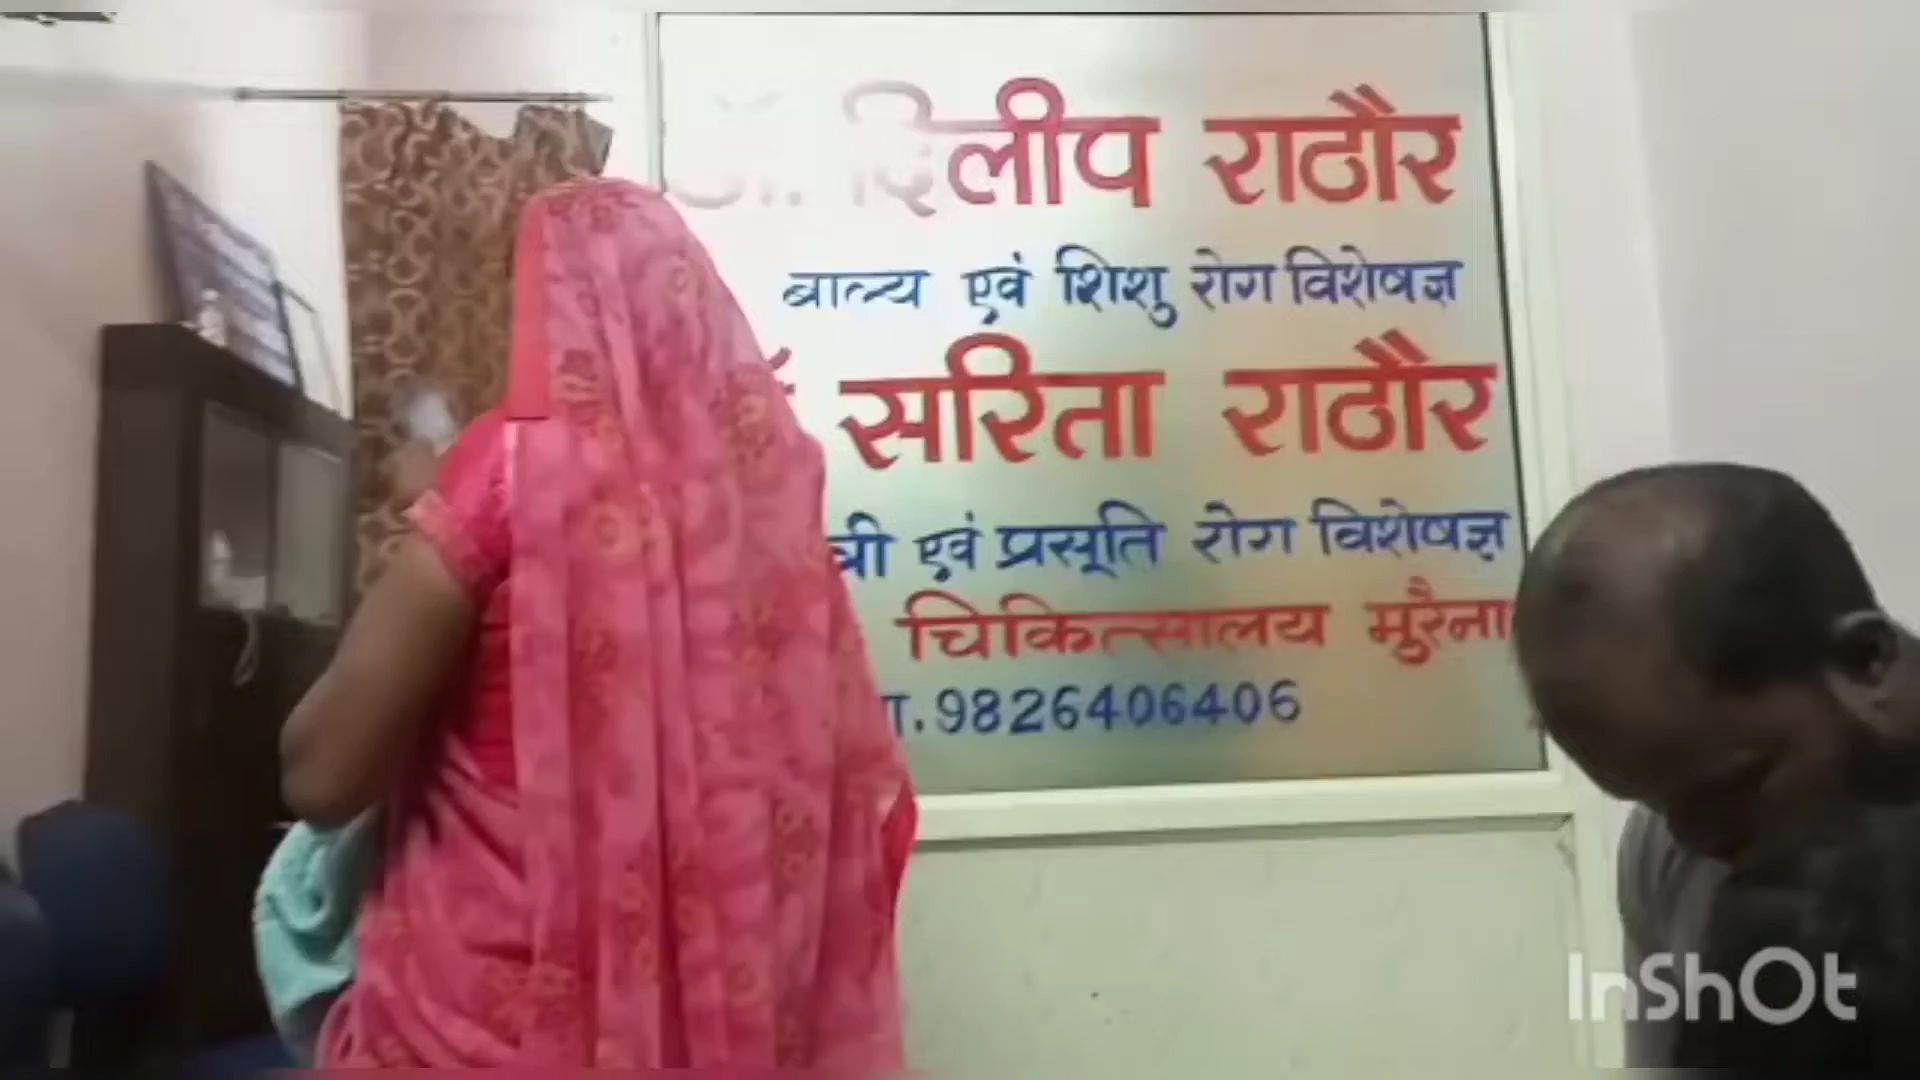 डॉ. दिलीप राठौर
बाल्य एवं शिशु रोग विशेषज्ञ
सरिता राठौर
एवं प्रसूति रोग विशेषज्ञ
चिकित्सालय मुरैना
9826406406
InShOt